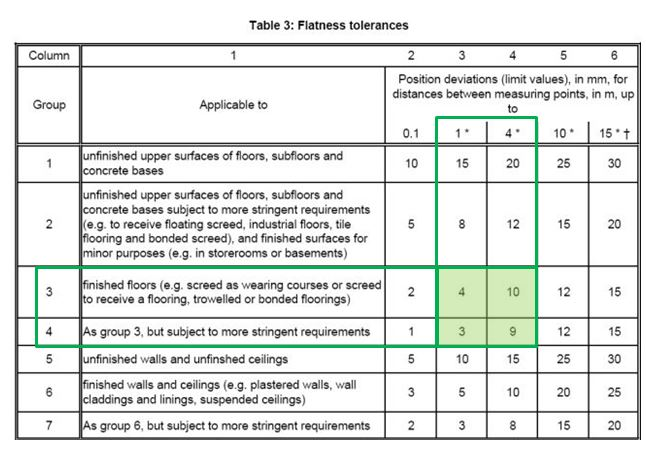 Table 3: Flatness tolerances
Column 1 2 3 4 5 6
Group Applicable to Position deviations (limit values), in mm, for
distances between measuring points, in m, up
to
0.1 1 * 4 * 10 * 15 * †
1 unfinished upper surfaces of floors, subfloors and
concrete bases 10 15 20 25 30
2 unfinished upper surfaces of floors, subfloors and
concrete bases subject to more stringent requirements
(e.g. to receive floating screed, industrial floors, tile
flooring and bonded screed), and finished surfaces for
minor purposes (e.g. in storerooms or basements) 5 8 12 15 20
3 finished floors (e.g. screed as wearing courses or screed
to receive a flooring, trowelled or bonded floorings) 2 4 10 12 15
4 As group 3, but subject to more stringent requirements 1 3 9 12 15
5 unfinished walls and unfinshed ceilings 5 10 15 25 30
6 finished walls and ceilings (e.g. plastered walls, wall
claddings and linings, suspended ceilings) 3 5 10 20 25
7 As group 6, but subject to more stringent requirements 2 3 8 15 20